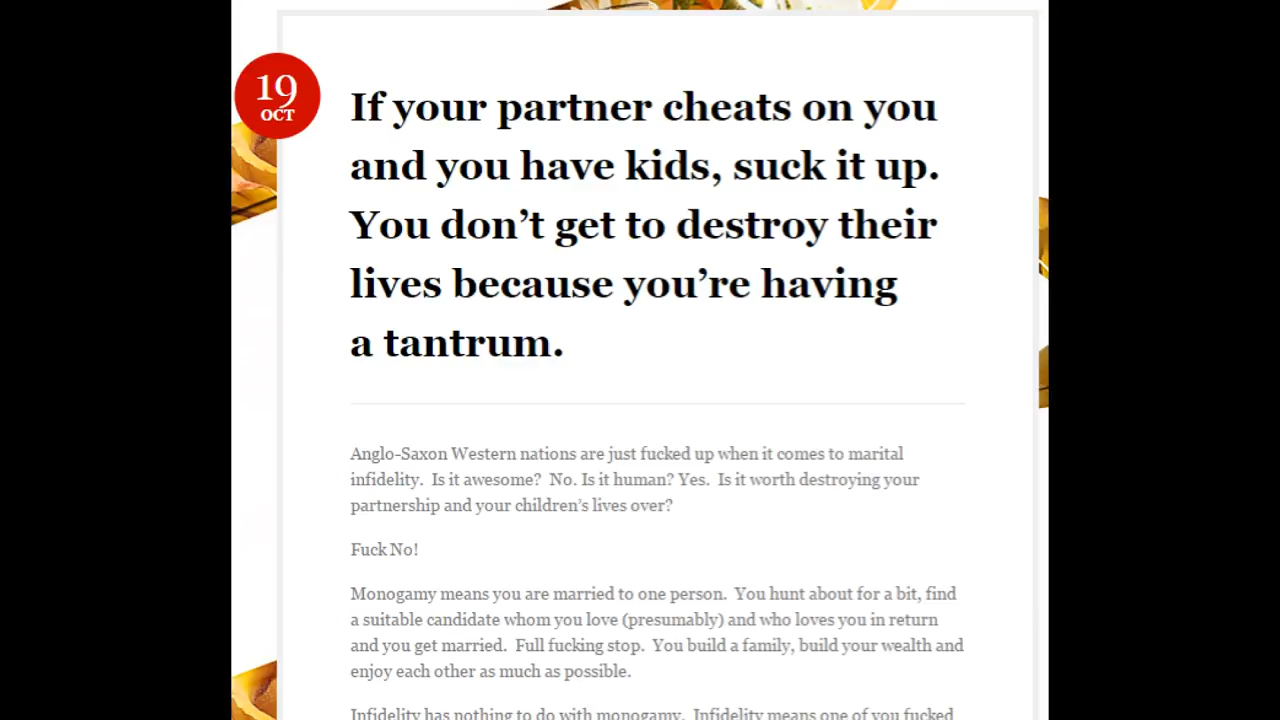 19
OCT
If your partner cheats on you
and you have kids, suck it up.
You don’t get to destroy their
lives because you’re having
a tantrum.
Anglo-Saxon Western nations are just fucked up when it comes to marital
infidelity.  Is it awesome?  No. Is it human? Yes.  Is it worth destroying your
partnership and your children’s lives over?
Fuck No!
Monogamy means you are married to one person.  You hunt about for a bit, find
a suitable candidate whom you love (presumably) and who loves you in return
and you get married.  Full fucking stop.  You build a family, build your wealth and
enjoy each other as much as possible.
Infidelity has nothing to do with monogamy.  Infidelity means one of you fucked